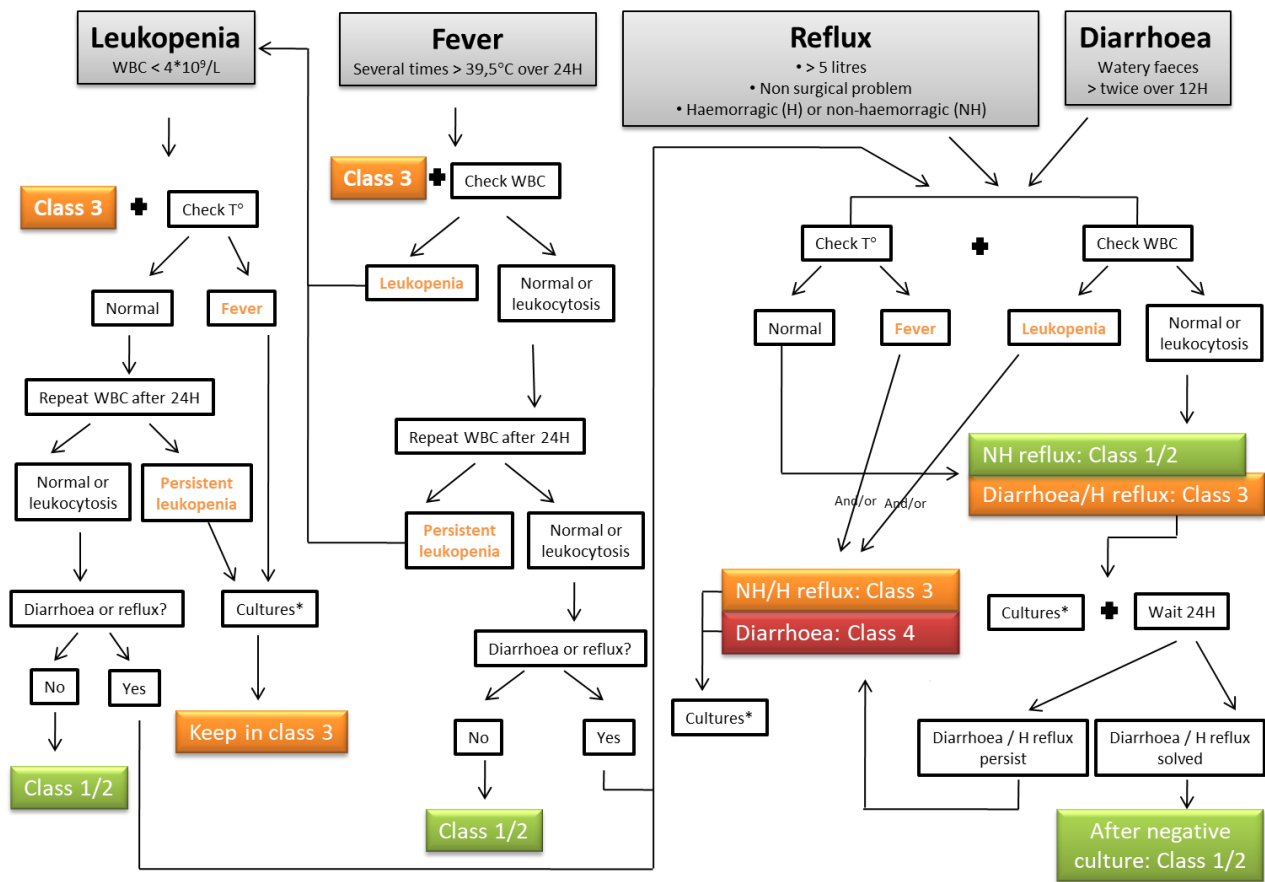 Leukopenia
WBC < 4*10⁹/L
Fever
Several times > 39,5°C over 24H
Reflux
• > 5 litres
• Non surgical problem
• Haemorragic (H) or non-haemorragic (NH)
Diarrhoea
Watery faeces
> twice over 12H
Class 3
Check T°
Normal
Fever
Repeat WBC after 24H
Normal or
leukocytosis
Persistent
leukopenia
Diarrhoea or reflux?
Cultures*
No
Yes
Keep in class 3
Class 1/2
Class 3
Check WBC
Leukopenia
Normal or
leukocytosis
Repeat WBC after 24H
Persistent
leukopenia
Normal or
leukocytosis
Diarrhoea or reflux?
No
Yes
Class 1/2
Check T°
Check WBC
Normal
Fever
Leukopenia
Normal or
leukocytosis
NH reflux: Class 1/2
Diarrhoea/H reflux: Class 3
And/or
And/or
NH/H reflux: Class 3
Diarrhoea: Class 4
Cultures*
Cultures*
Wait 24H
Diarrhoea / H reflux
persist
Diarrhoea / H reflux
solved
After negative
culture: Class 1/2